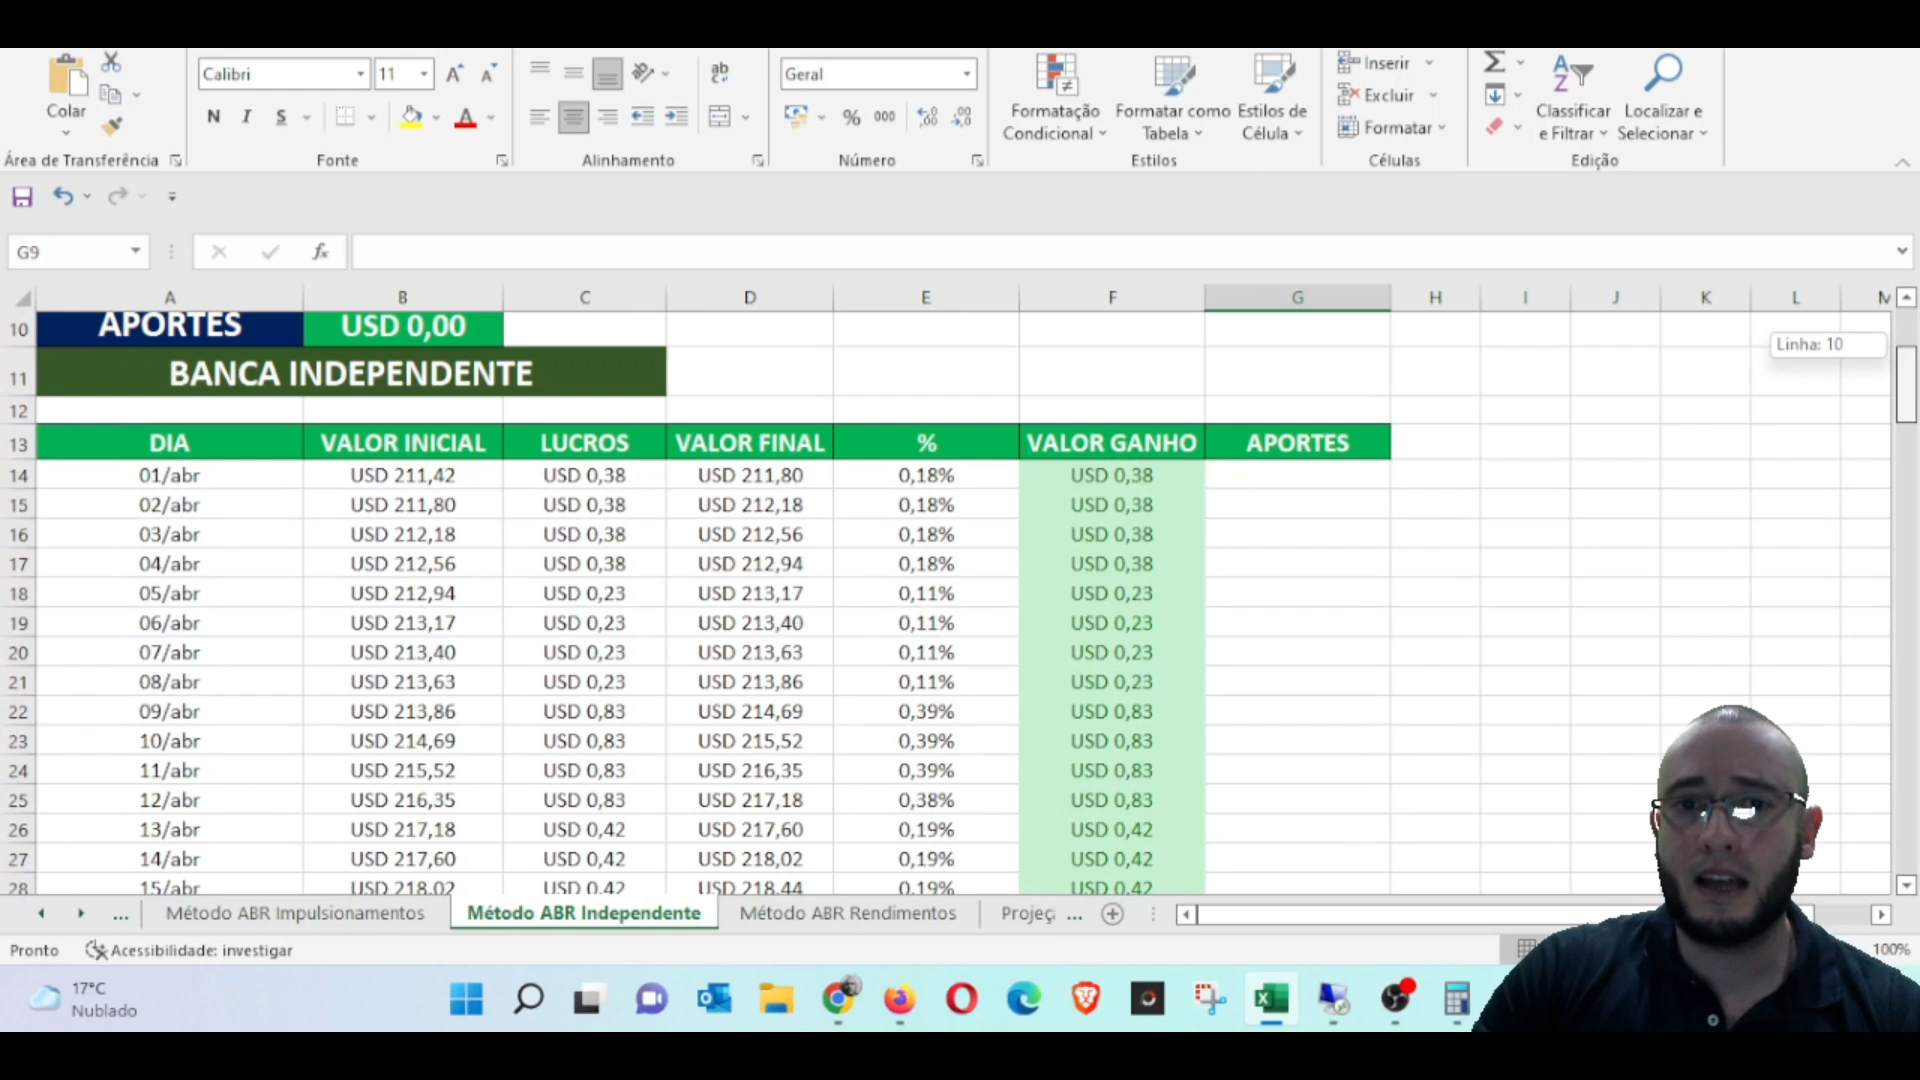 Colar
Área de Transferência
Calibri 11
N I S
Fonte
ab
Alinhamento
Geral
% 000
Número
Formatação Condicional
Formatar como Tabela
Estilos de Célula
Estilos
Inserir
Excluir
Formatar
Células
Classificar e Filtrar
Localizar e Selecionar
Edição
G9
fx
A B C D E F G H I J K L M
10 APORTES USD 0,00
Linha: 10
11 BANCA INDEPENDENTE
12
13 DIA VALOR INICIAL LUCROS VALOR FINAL % VALOR GANHO APORTES
14 01/abr USD 211,42 USD 0,38 USD 211,80 0,18% USD 0,38
15 02/abr USD 211,80 USD 0,38 USD 212,18 0,18% USD 0,38
16 03/abr USD 212,18 USD 0,38 USD 212,56 0,18% USD 0,38
17 04/abr USD 212,56 USD 0,38 USD 212,94 0,18% USD 0,38
18 05/abr USD 212,94 USD 0,23 USD 213,17 0,11% USD 0,23
19 06/abr USD 213,17 USD 0,23 USD 213,40 0,11% USD 0,23
20 07/abr USD 213,40 USD 0,23 USD 213,63 0,11% USD 0,23
21 08/abr USD 213,63 USD 0,23 USD 213,86 0,11% USD 0,23
22 09/abr USD 213,86 USD 0,83 USD 214,69 0,39% USD 0,83
23 10/abr USD 214,69 USD 0,83 USD 215,52 0,39% USD 0,83
24 11/abr USD 215,52 USD 0,83 USD 216,35 0,39% USD 0,83
25 12/abr USD 216,35 USD 0,83 USD 217,18 0,38% USD 0,83
26 13/abr USD 217,18 USD 0,42 USD 217,60 0,19% USD 0,42
27 14/abr USD 217,60 USD 0,42 USD 218,02 0,19% USD 0,42
28 15/abr USD 218,02 USD 0,42 USD 218,44 0,19% USD 0,42
... Método ABR Impulsionamentos Método ABR Independente Método ABR Rendimentos Projeç ...
Pronto Acessibilidade: investigar 100%
17°C
Nublado